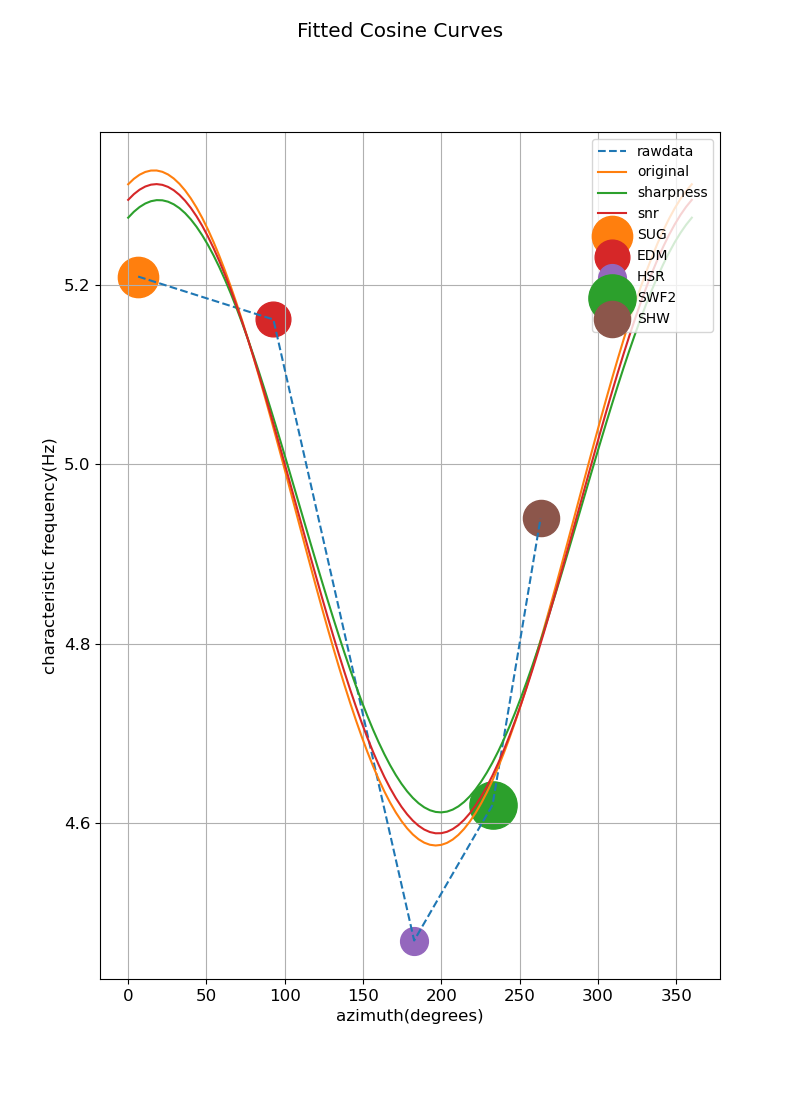 Fitted Cosine Curves
rawdata
original
sharpness
snr
SUG
EDM
HSR
SWF2
SHW
5.2
5.0
4.8
4.6
characteristic frequency(Hz)
0 50 100 150 200 250 300 350
azimuth(degrees)